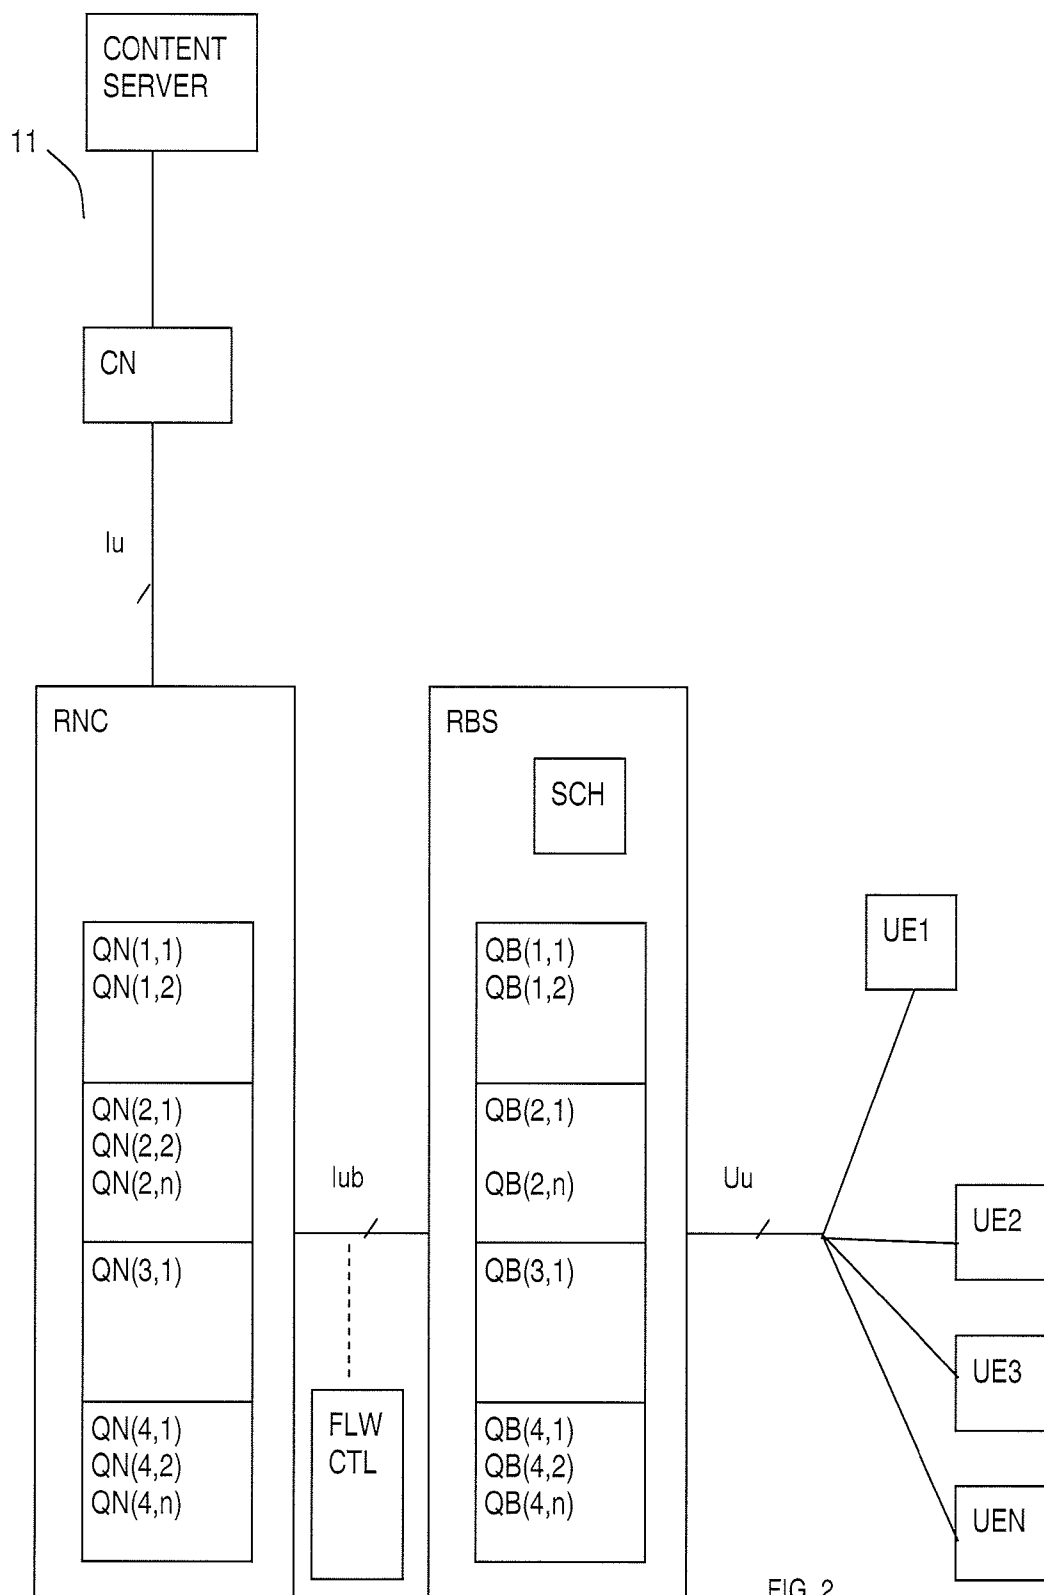 CONTENT
SERVER
11
CN
Iu
RNC
RBS
SCH
QN(1,1)
QN(1,2)
QB(1,1)
QB(1,2)
UE1
QN(2,1)
QN(2,2)
QN(2,n)
Iub
QB(2,1)
QB(2,n)
Uu
UE2
QN(3,1)
QB(3,1)
UE3
QN(4,1)
QN(4,2)
QN(4,n)
FLW
CTL
QB(4,1)
QB(4,2)
QB(4,n)
UEN
FIG. 2